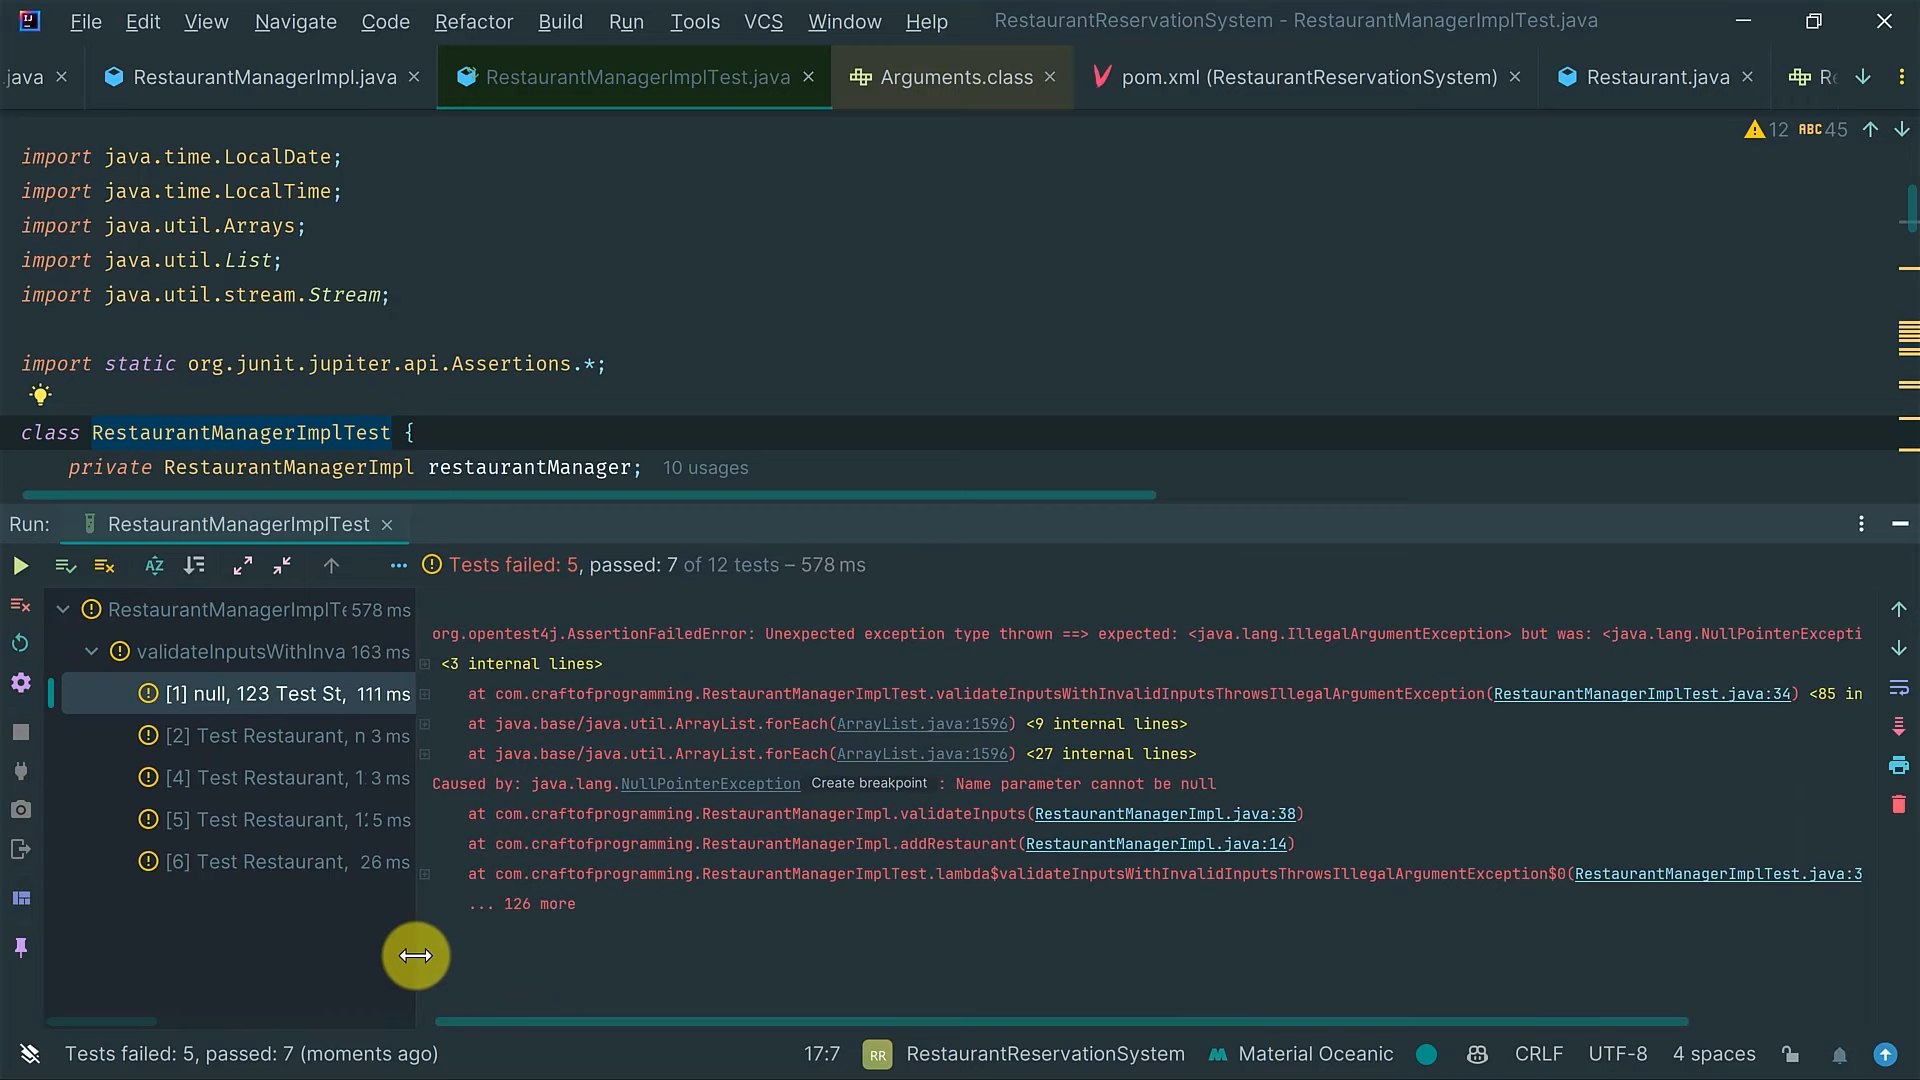 File Edit View Navigate Code Refactor Build Run Tools VCS Window Help RestaurantReservationSystem - RestaurantManagerImplTest.java
.java RestaurantManagerImpl.java RestaurantManagerImplTest.java Arguments.class pom.xml (RestaurantReservationSystem) Restaurant.java
12 ABC 45
import java.time.LocalDate;
import java.time.LocalTime;
import java.util.Arrays;
import java.util.List;
import java.util.stream.Stream;
import static org.junit.jupiter.api.Assertions.*;
class RestaurantManagerImplTest {
private RestaurantManagerImpl restaurantManager; 10 usages
Run: RestaurantManagerImplTest
AZ Tests failed: 5, passed: 7 of 12 tests – 578 ms
RestaurantManagerImplTe 578 ms
validateInputsWithInva 163 ms
[1] null, 123 Test St, 111 ms
[2] Test Restaurant, n 3 ms
[4] Test Restaurant, 1 3 ms
[5] Test Restaurant, 1 5 ms
[6] Test Restaurant, 26 ms
org.opentest4j.AssertionFailedError: Unexpected exception type thrown ==> expected: <java.lang.IllegalArgumentException> but was: <java.lang.NullPointerExcepti
<3 internal lines>
at com.craftofprogramming.RestaurantManagerImplTest.validateInputsWithInvalidInputsThrowsIllegalArgumentException(RestaurantManagerImplTest.java:34) <85 in
at java.base/java.util.ArrayList.forEach(ArrayList.java:1596) <9 internal lines>
at java.base/java.util.ArrayList.forEach(ArrayList.java:1596) <27 internal lines>
Caused by: java.lang.NullPointerException Create breakpoint : Name parameter cannot be null
at com.craftofprogramming.RestaurantManagerImpl.validateInputs(RestaurantManagerImpl.java:38)
at com.craftofprogramming.RestaurantManagerImpl.addRestaurant(RestaurantManagerImpl.java:14)
at com.craftofprogramming.RestaurantManagerImplTest.lambda$validateInputsWithInvalidInputsThrowsIllegalArgumentException$0(RestaurantManagerImplTest.java:3
... 126 more
Tests failed: 5, passed: 7 (moments ago) 17:7 RR RestaurantReservationSystem Material Oceanic CRLF UTF-8 4 spaces